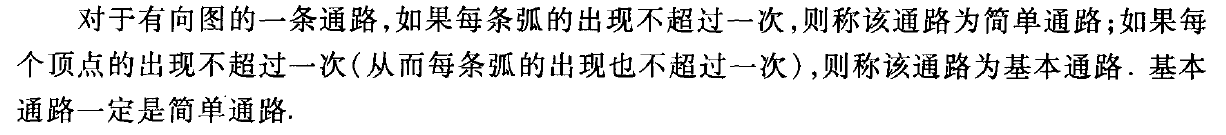 对于有向图的一条通路,如果每条弧的出现不超过一次,则称该通路为简单通路;如果每
个顶点的出现不超过一次(从而每条弧的出现也不超过一次),则称该通路为基本通路. 基本
通路一定是简单通路.